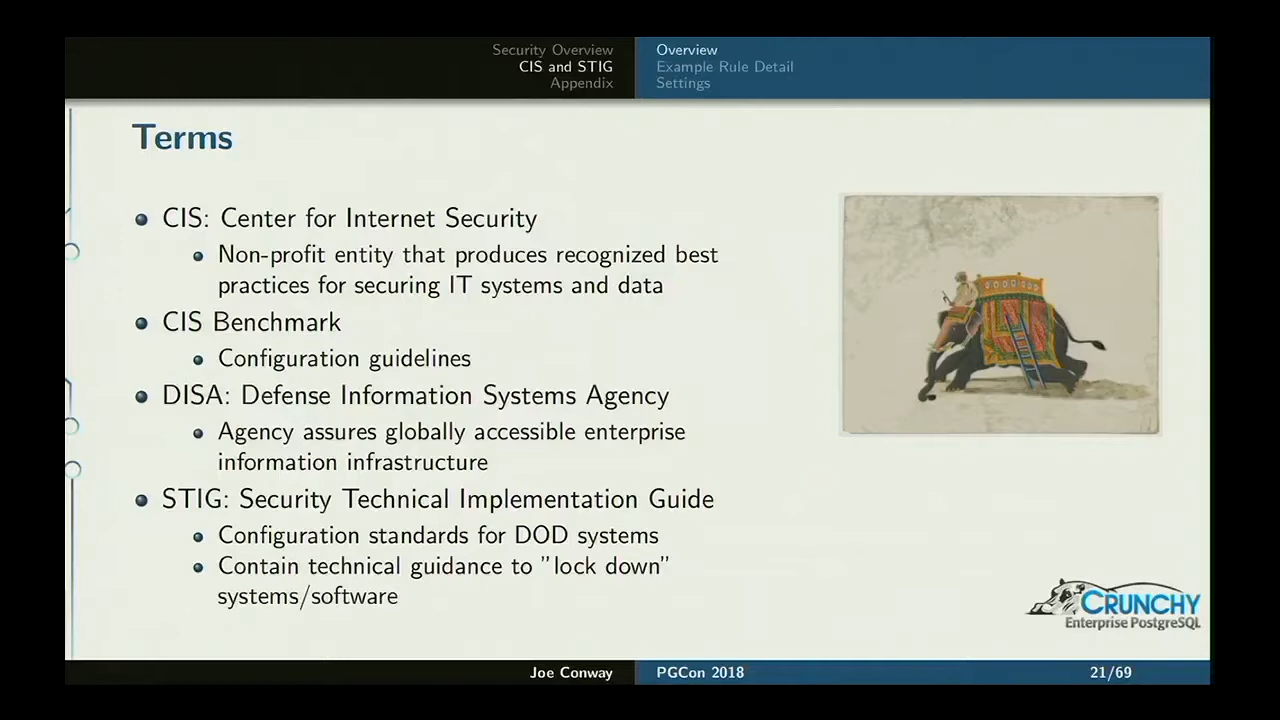 Security Overview
CIS and STIG
Appendix
Overview
Example Rule Detail
Settings
Terms
CIS: Center for Internet Security
Non-profit entity that produces recognized best
practices for securing IT systems and data
CIS Benchmark
Configuration guidelines
DISA: Defense Information Systems Agency
Agency assures globally accessible enterprise
information infrastructure
STIG: Security Technical Implementation Guide
Configuration standards for DOD systems
Contain technical guidance to ”lock down”
systems/software
CRUNCHY
Enterprise PostgreSQL
Joe Conway
PGCon 2018
21/69